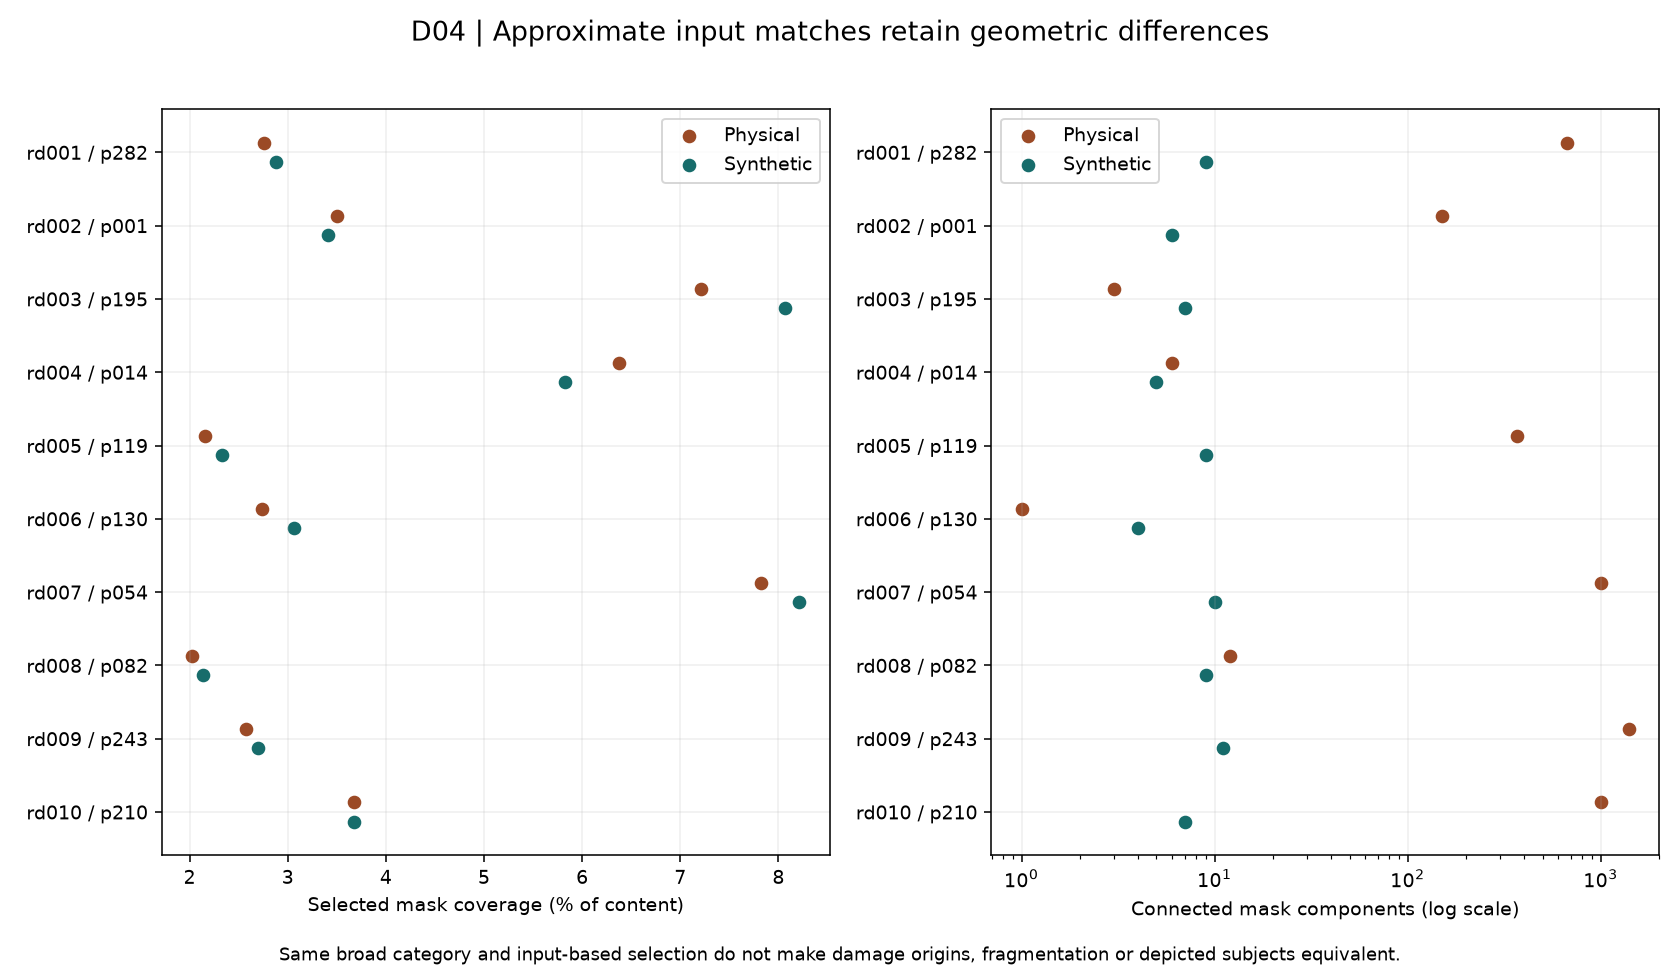 D04 | Approximate input matches retain geometric differences
Physical
Synthetic
rd001 / p282
rd002 / p001
rd003 / p195
rd004 / p014
rd005 / p119
rd006 / p130
rd007 / p054
rd008 / p082
rd009 / p243
rd010 / p210
2 3 4 5 6 7 8
Selected mask coverage (% of content)
Physical
Synthetic
rd001 / p282
rd002 / p001
rd003 / p195
rd004 / p014
rd005 / p119
rd006 / p130
rd007 / p054
rd008 / p082
rd009 / p243
rd010 / p210
10⁰ 10¹ 10² 10³
Connected mask components (log scale)
Same broad category and input-based selection do not make damage origins, fragmentation or depicted subjects equivalent.